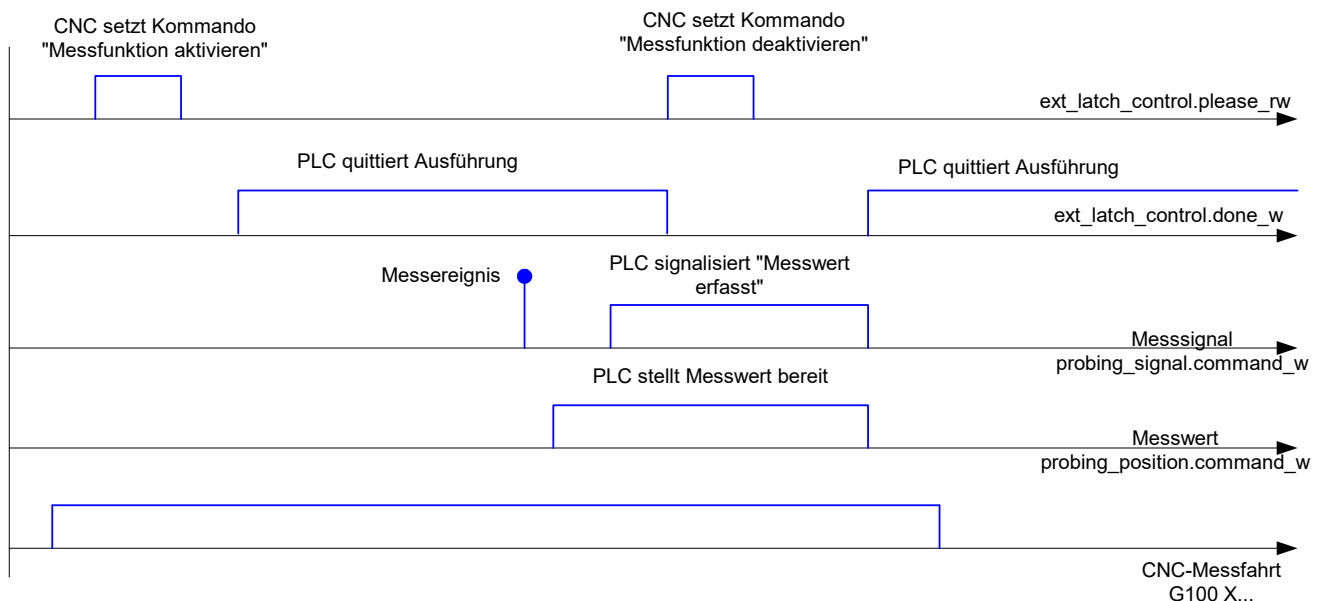 CNC setzt Kommando
"Messfunktion aktivieren"
CNC setzt Kommando
"Messfunktion deaktivieren"
ext_latch_control.please_rw
PLC quittiert Ausführung
PLC quittiert Ausführung
ext_latch_control.done_w
Messereignis
PLC signalisiert "Messwert
erfasst"
Messsignal
probing_signal.command_w
PLC stellt Messwert bereit
Messwert
probing_position.command_w
CNC-Messfahrt
G100 X...